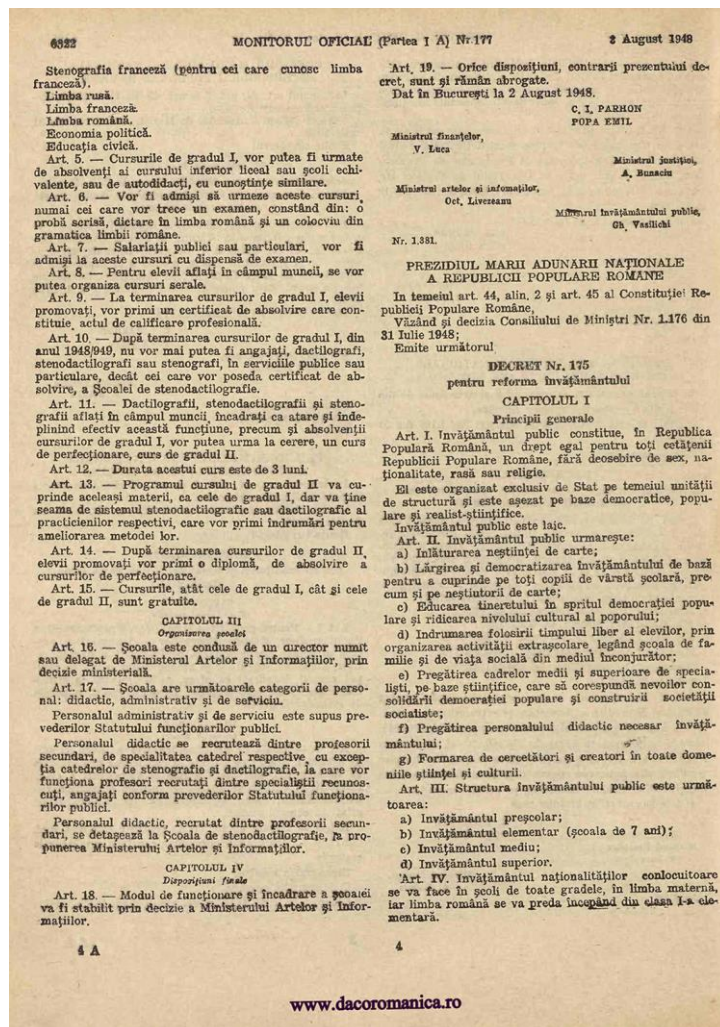 6322
MONITORUL OFICIAL (Partea I A) Nr. 177
2 August 1948
Stenografia franceză (pentru cei care cunosc limba
franceză).
Limba rusă.
Limba franceză.
Limba română.
Economia politică.
Educația civică.
Art. 5. — Cursurile de gradul I, vor putea fi urmate
de absolvenți ai cursului inferior liceal sau școli echi-
valente, sau de autodidacți, cu cunoștințe similare.
Art. 6. — Vor fi admiși să urmeze aceste cursuri,
numai cei care vor trece un examen, constând din: o
probă scrisă, dictare în limba română și un colocviu din
gramatica limbii române.
Art. 7. — Salariații publici sau particulari, vor fi
admiși la aceste cursuri cu dispensă de examen.
Art. 8. — Pentru elevii aflați în câmpul muncii, se vor
putea organiza cursuri serale.
Art. 9. — La terminarea cursurilor de gradul I, elevii
promovați, vor primi un certificat de absolvire care con-
stituie, actul de calificare profesională.
Art. 10. — După terminarea cursurilor de gradul I, din
anul 1948/949, nu vor mai putea fi angajați, dactilografi,
stenodactilografi sau stenografi, în serviciile publice sau
particulare, decât cei care vor poseda certificat de ab-
solvire, a Școalei de stenodactilografie.
Art. 11. — Dactilografii, stenodactilografii și steno-
grafii aflați în câmpul muncii, încadrați ca atare și înde-
plinind efectiv această funcțiune, precum și absolvenții
cursurilor de gradul I, vor putea urma la cerere, un curs
de perfecționare, curs de gradul II.
Art. 12. — Durata acestui curs este de 3 luni.
Art. 13. — Programul cursului de gradul II va cu-
prinde aceleași materii, ca cele de gradul I, dar va ține
seama de sistemul stenodactilografic sau dactilografic al
practicienilor respectivi, care vor primi îndrumări pentru
ameliorarea metodei lor.
Art. 14. — După terminarea cursurilor de gradul II,
elevii promovați vor primi o diplomă, de absolvire a
cursurilor de perfecționare.
Art. 15. — Cursurile, atât cele de gradul I, cât și cele
de gradul II, sunt gratuite.
CAPITOLUL III
Organizarea școalei
Art. 16. — Școala este condusă de un director numit
sau delegat de Ministerul Artelor și Informațiilor, prin
decizie ministerială.
Art. 17. — Școala are următoarele categorii de perso-
nal: didactic, administrativ și de serviciu.
Personalul administrativ și de serviciu este supus pre-
vederilor Statutului funcționarilor publici.
Personalul didactic se recrutează dintre profesorii
secundari, de specialitatea catedrei respective, cu excep-
ția catedrelor de stenografie și dactilografie, la care vor
funcționa profesori recrutați dintre specialiștii recunos-
cuți, angajați conform prevederilor Statutului funcționa-
rilor publici.
Personalul didactic, recrutat dintre profesorii secun-
dari, se detașează la Școala de stenodactilografie, la pro-
punerea Ministerului Artelor și Informațiilor.
CAPITOLUL IV
Dispozițiuni finale
Art. 18. — Modul de funcționare și încadrare a școalei
va fi stabilit prin decizie a Ministerului Artelor și Infor-
mațiilor.
4 A
Art. 19. — Orice dispozițiuni, contrarii prezentului de-
cret, sunt și rămân abrogate.
Dat în București la 2 August 1948.
C. I. PARHON
POPA EMIL
Ministrul finanțelor,
V. Luca
Ministrul justiției,
A. Bunaciu
Ministrul artelor și infomațiilor,
Oct. Livezeanu
Ministrul învățământului public,
Gh. Vasilichi
Nr. 1.381.
PREZIDIUL MARII ADUNARII NAȚIONALE
A REPUBLICII POPULARE ROMÂNE
In temeiul art. 44, alin. 2 și art. 45 al Constituției Re-
publicii Populare Române,
Văzând și decizia Consiliului de Miniștri Nr. 1.176 din
31 Iulie 1948;
Emite următorul
DECRET Nr. 175
pentru reforma învățământului
CAPITOLUL I
Principii generale
Art. I. Invățământul public constitue, în Republica
Populară Română, un drept egal pentru toți cetățenii
Republicii Populare Române, fără deosebire de sex, na-
ționalitate, rasă sau religie.
El este organizat exclusiv de Stat pe temeiul unității
de structură și este așezat pe baze democratice, popu-
lare și realist-științifice.
Invățământul public este laic.
Art. II. Invățământul public urmarește:
a) Inlăturarea neștiinței de carte;
b) Lărgirea și democratizarea învățământului de bază
pentru a cuprinde pe toți copiii de vârstă școlară, pre-
cum și pe neștiutorii de carte;
c) Educarea tineretului în spritul democrației popu-
lare și ridicarea nivelului cultural al poporului;
d) Indrumarea folosirii timpului liber al elevilor, prin
organizarea activității extrașcolare, legând școala de fa-
milie și de viața socială din mediul înconjurător;
e) Pregătirea cadrelor medii și superioare de specia-
liști, pe baze științifice, care să corespundă nevoilor con-
solidării democrației populare și construirii societății
socialiste;
f) Pregătirea personalului didactic necesar învăță-
mântului;
g) Formarea de cercetători și creatori în toate dome-
niile științei și culturii.
Art. III. Structura învățământului public este urmă-
toarea:
a) Invățământul preșcolar;
b) Invățământul elementar (școala de 7 ani);
c) Invățământul mediu;
d) Invățământul superior.
Art. IV. Invățământul naționalităților conlocuitoare
se va face în școli de toate gradele, în limba maternă,
iar limba română se va preda începând din clasa I-a ele-
mentară.
4
www.dacoromanica.ro